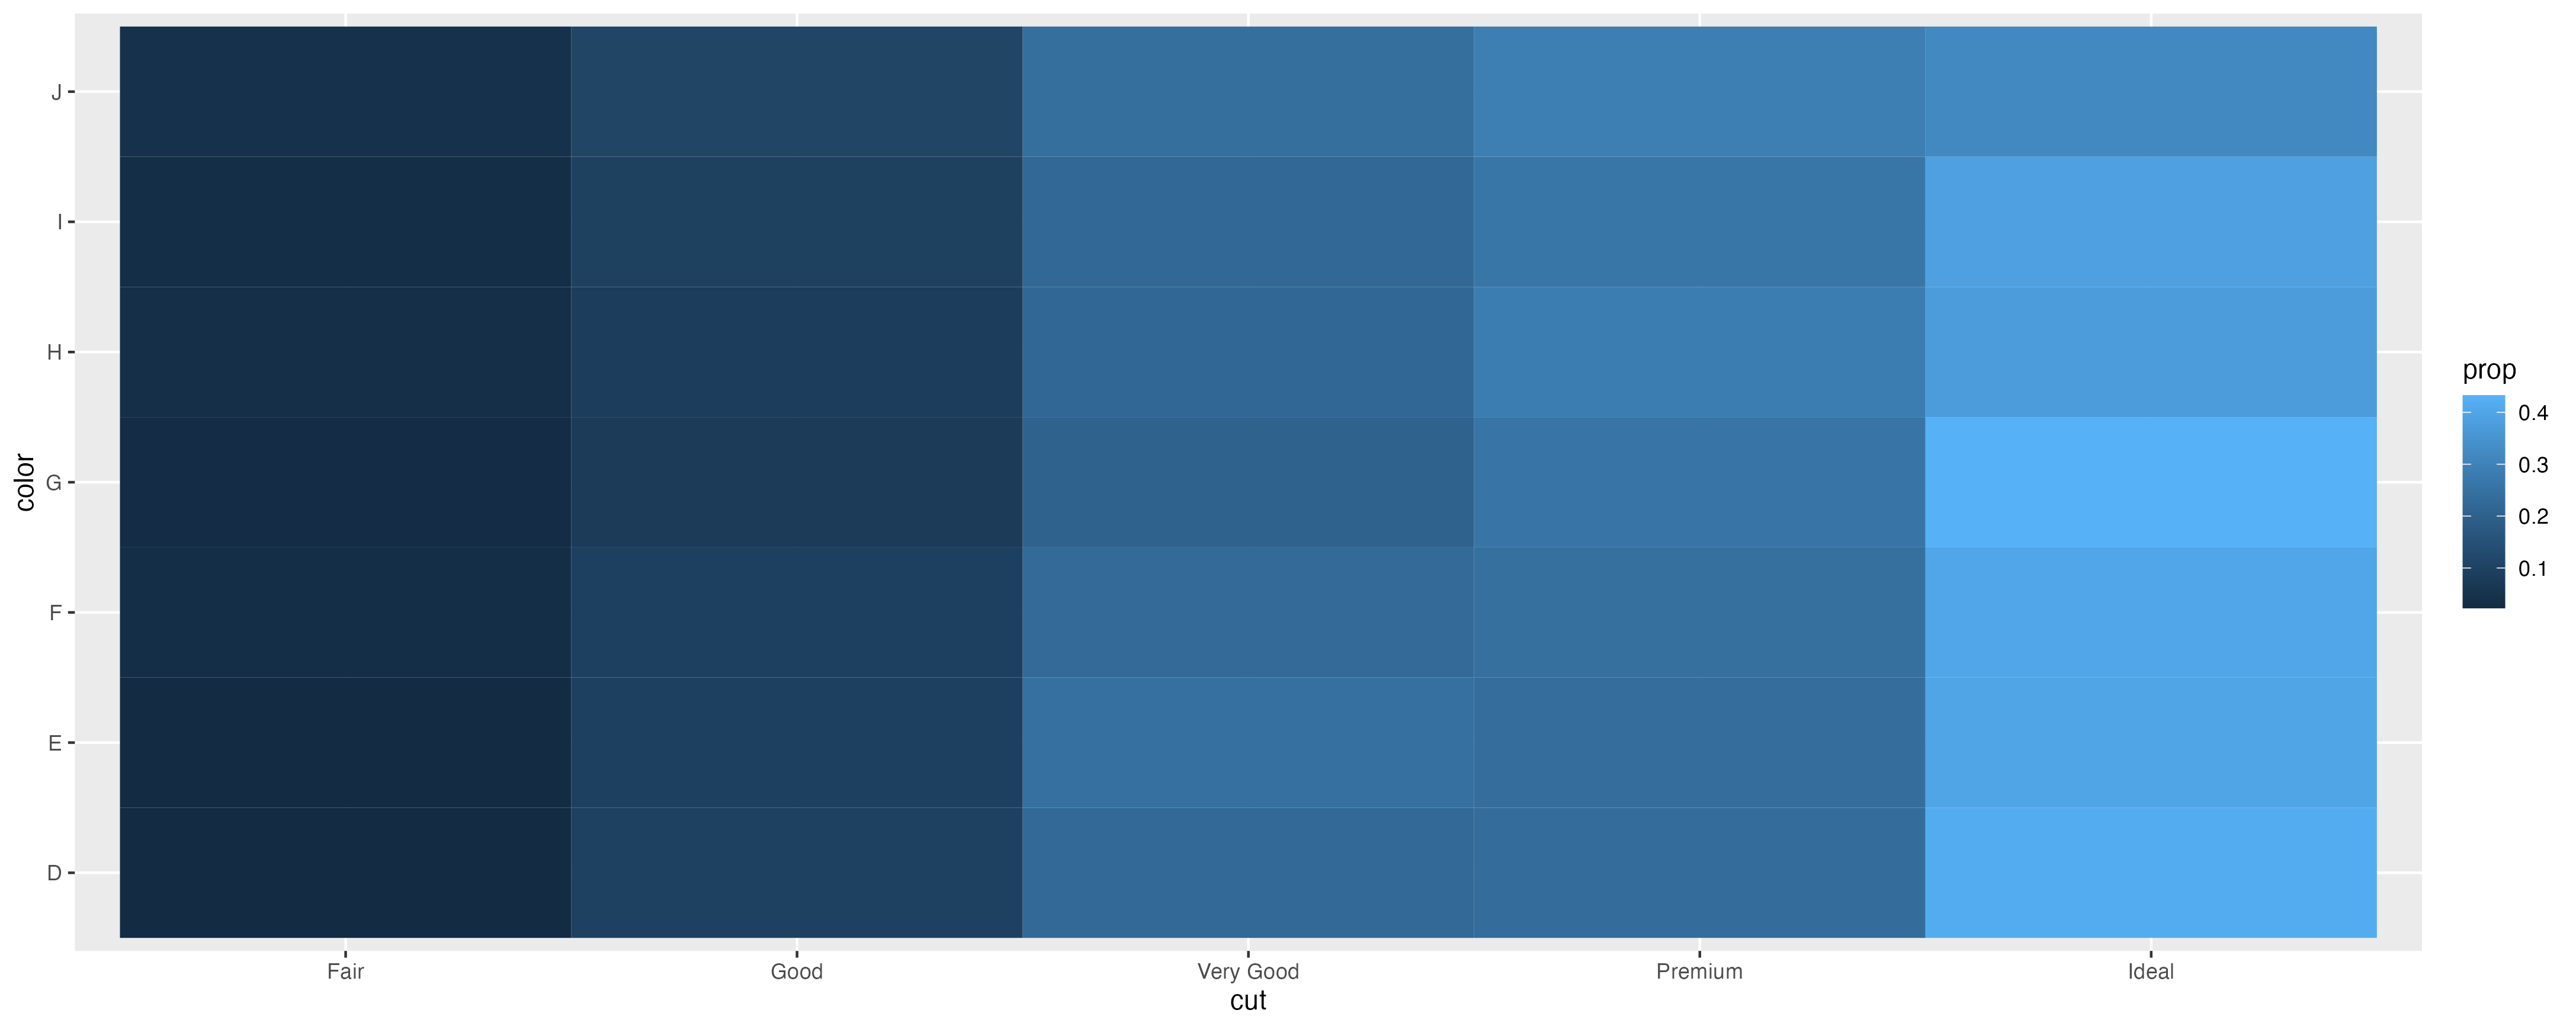 color
J
I
H
G
F
E
D
Fair Good Very Good Premium Ideal
cut
prop
0.4
0.3
0.2
0.1